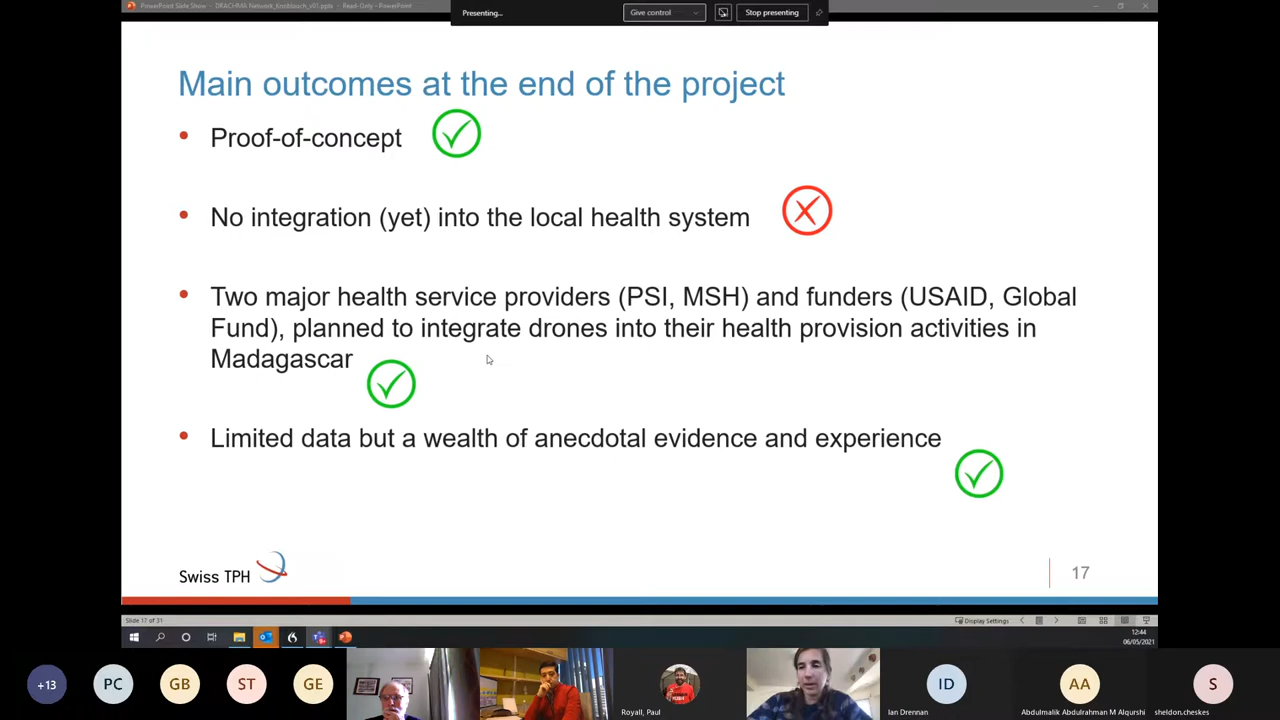 PowerPoint Slide Show - DRACHMA Network_Knoblauch_vIII.pptx - Read-Only - PowerPoint
Presenting...
Give control
Stop presenting
Main outcomes at the end of the project
• Proof-of-concept
• No integration (yet) into the local health system
• Two major health service providers (PSI, MSH) and funders (USAID, Global
Fund), planned to integrate drones into their health provision activities in
Madagascar
• Limited data but a wealth of anecdotal evidence and experience
Swiss TPH
17
Slide 17 of 31
Display Settings
12:44
06/05/2021
+13
PC
GB
ST
GE
ID
AA
S
Royall, Paul
Ian Drennan
Abdulmalik Abdulrahman M Alqurshi
sheldon.cheskes